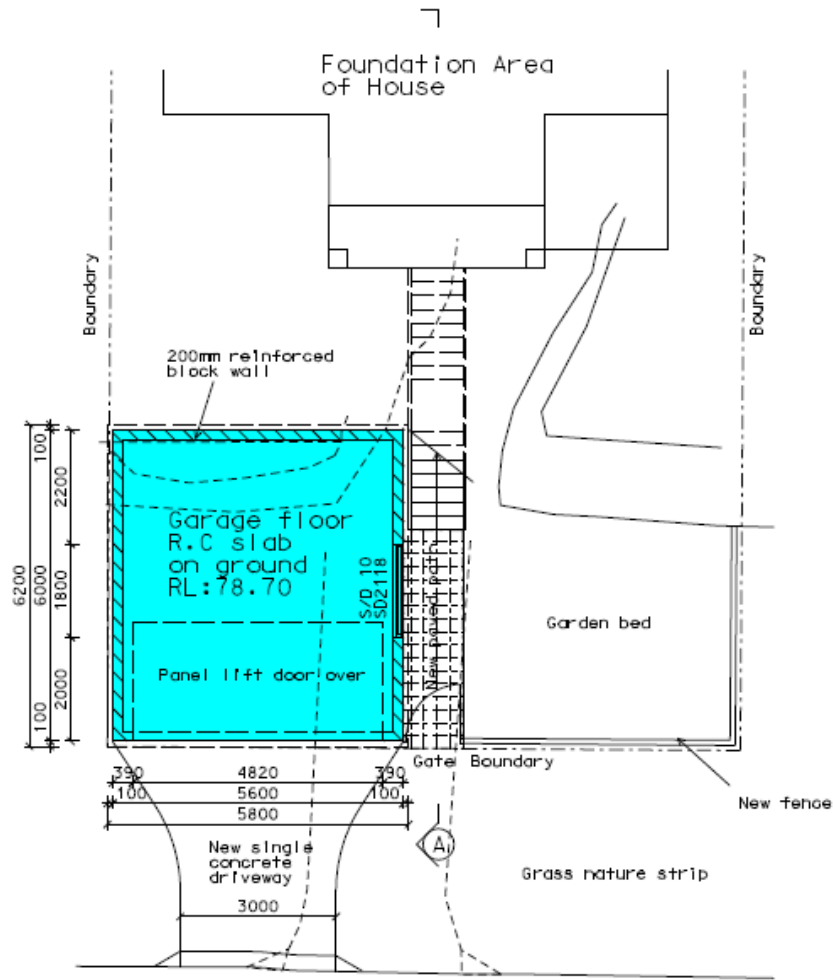 Foundation Area
of House
Boundary
Boundary
200mm reinforced
block wall
Garage floor
R.C slab
on ground
RL:78.70
S/D 10
SD2118
New paved path
Panel lift door over
Garden bed
6200
100
6000
100
2200
1800
2000
Gate Boundary
390 4820 390
100 5600 100
5800
New fence
New single
concrete
driveway
A
Grass nature strip
3000